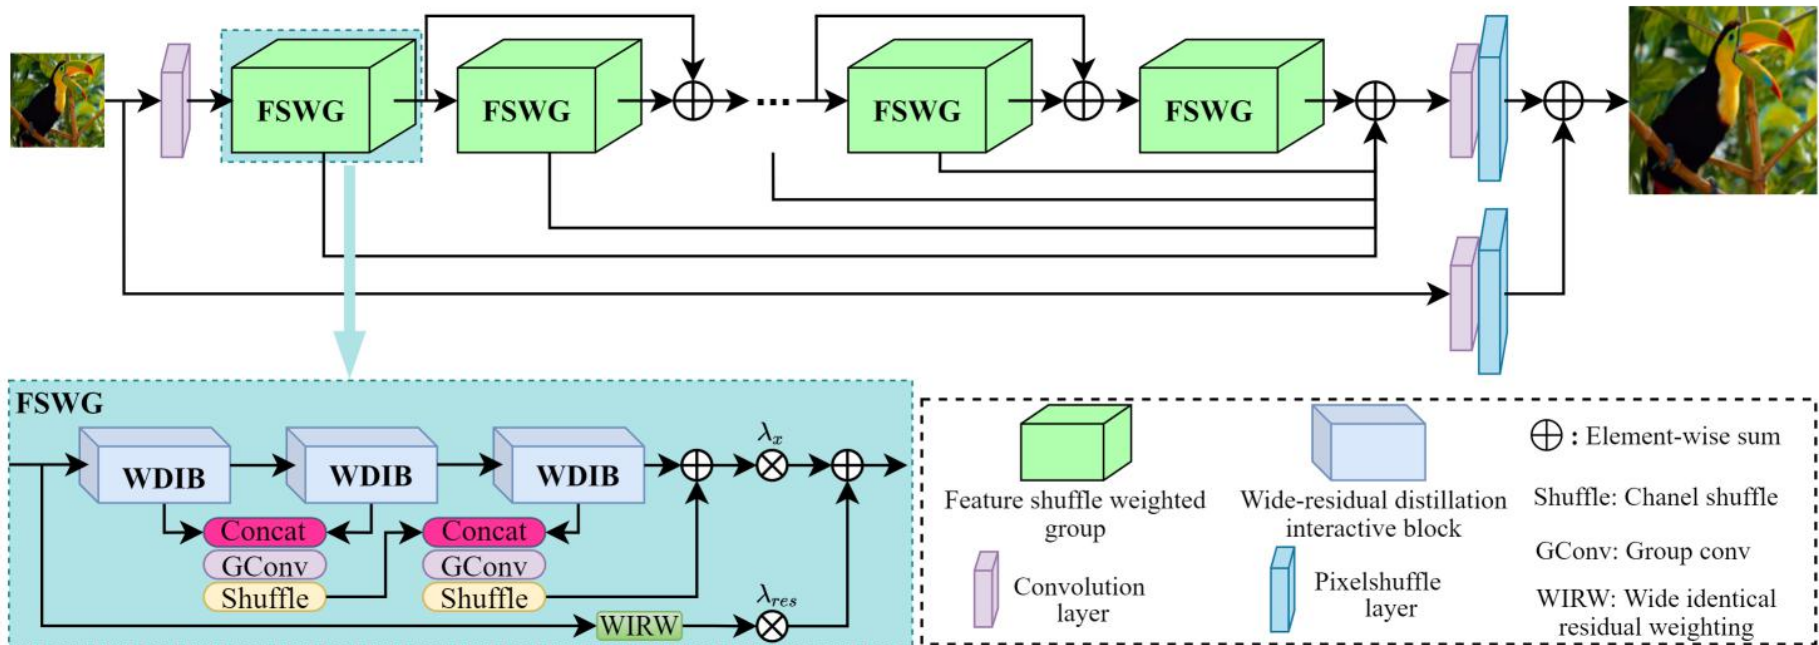 FSWG
FSWG
...
FSWG
FSWG
FSWG
WDIB
WDIB
WDIB
λx
Concat
Concat
GConv
GConv
Shuffle
Shuffle
λres
WIRW
Feature shuffle weighted
group
Wide-residual distillation
interactive block
Convolution
layer
Pixelshuffle
layer
: Element-wise sum
Shuffle: Chanel shuffle
GConv: Group conv
WIRW: Wide identical
residual weighting